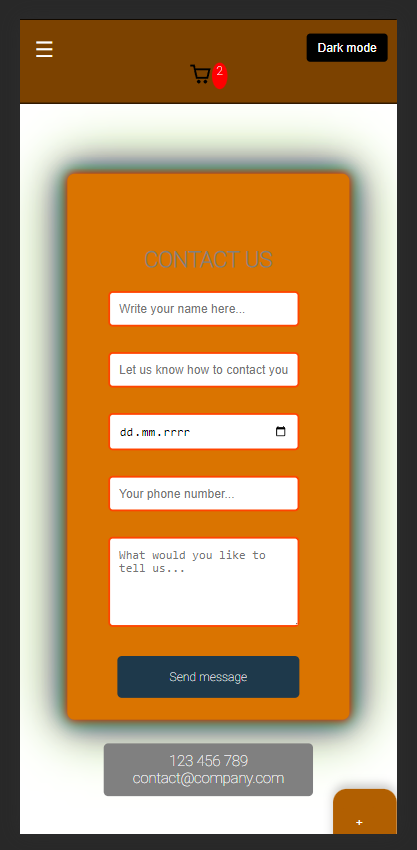 Dark mode
2
CONTACT US
Write your name here...
Let us know how to contact you
dd.mm.rrrr
Your phone number...
What would you like to
tell us...
Send message
123 456 789
contact@company.com
+